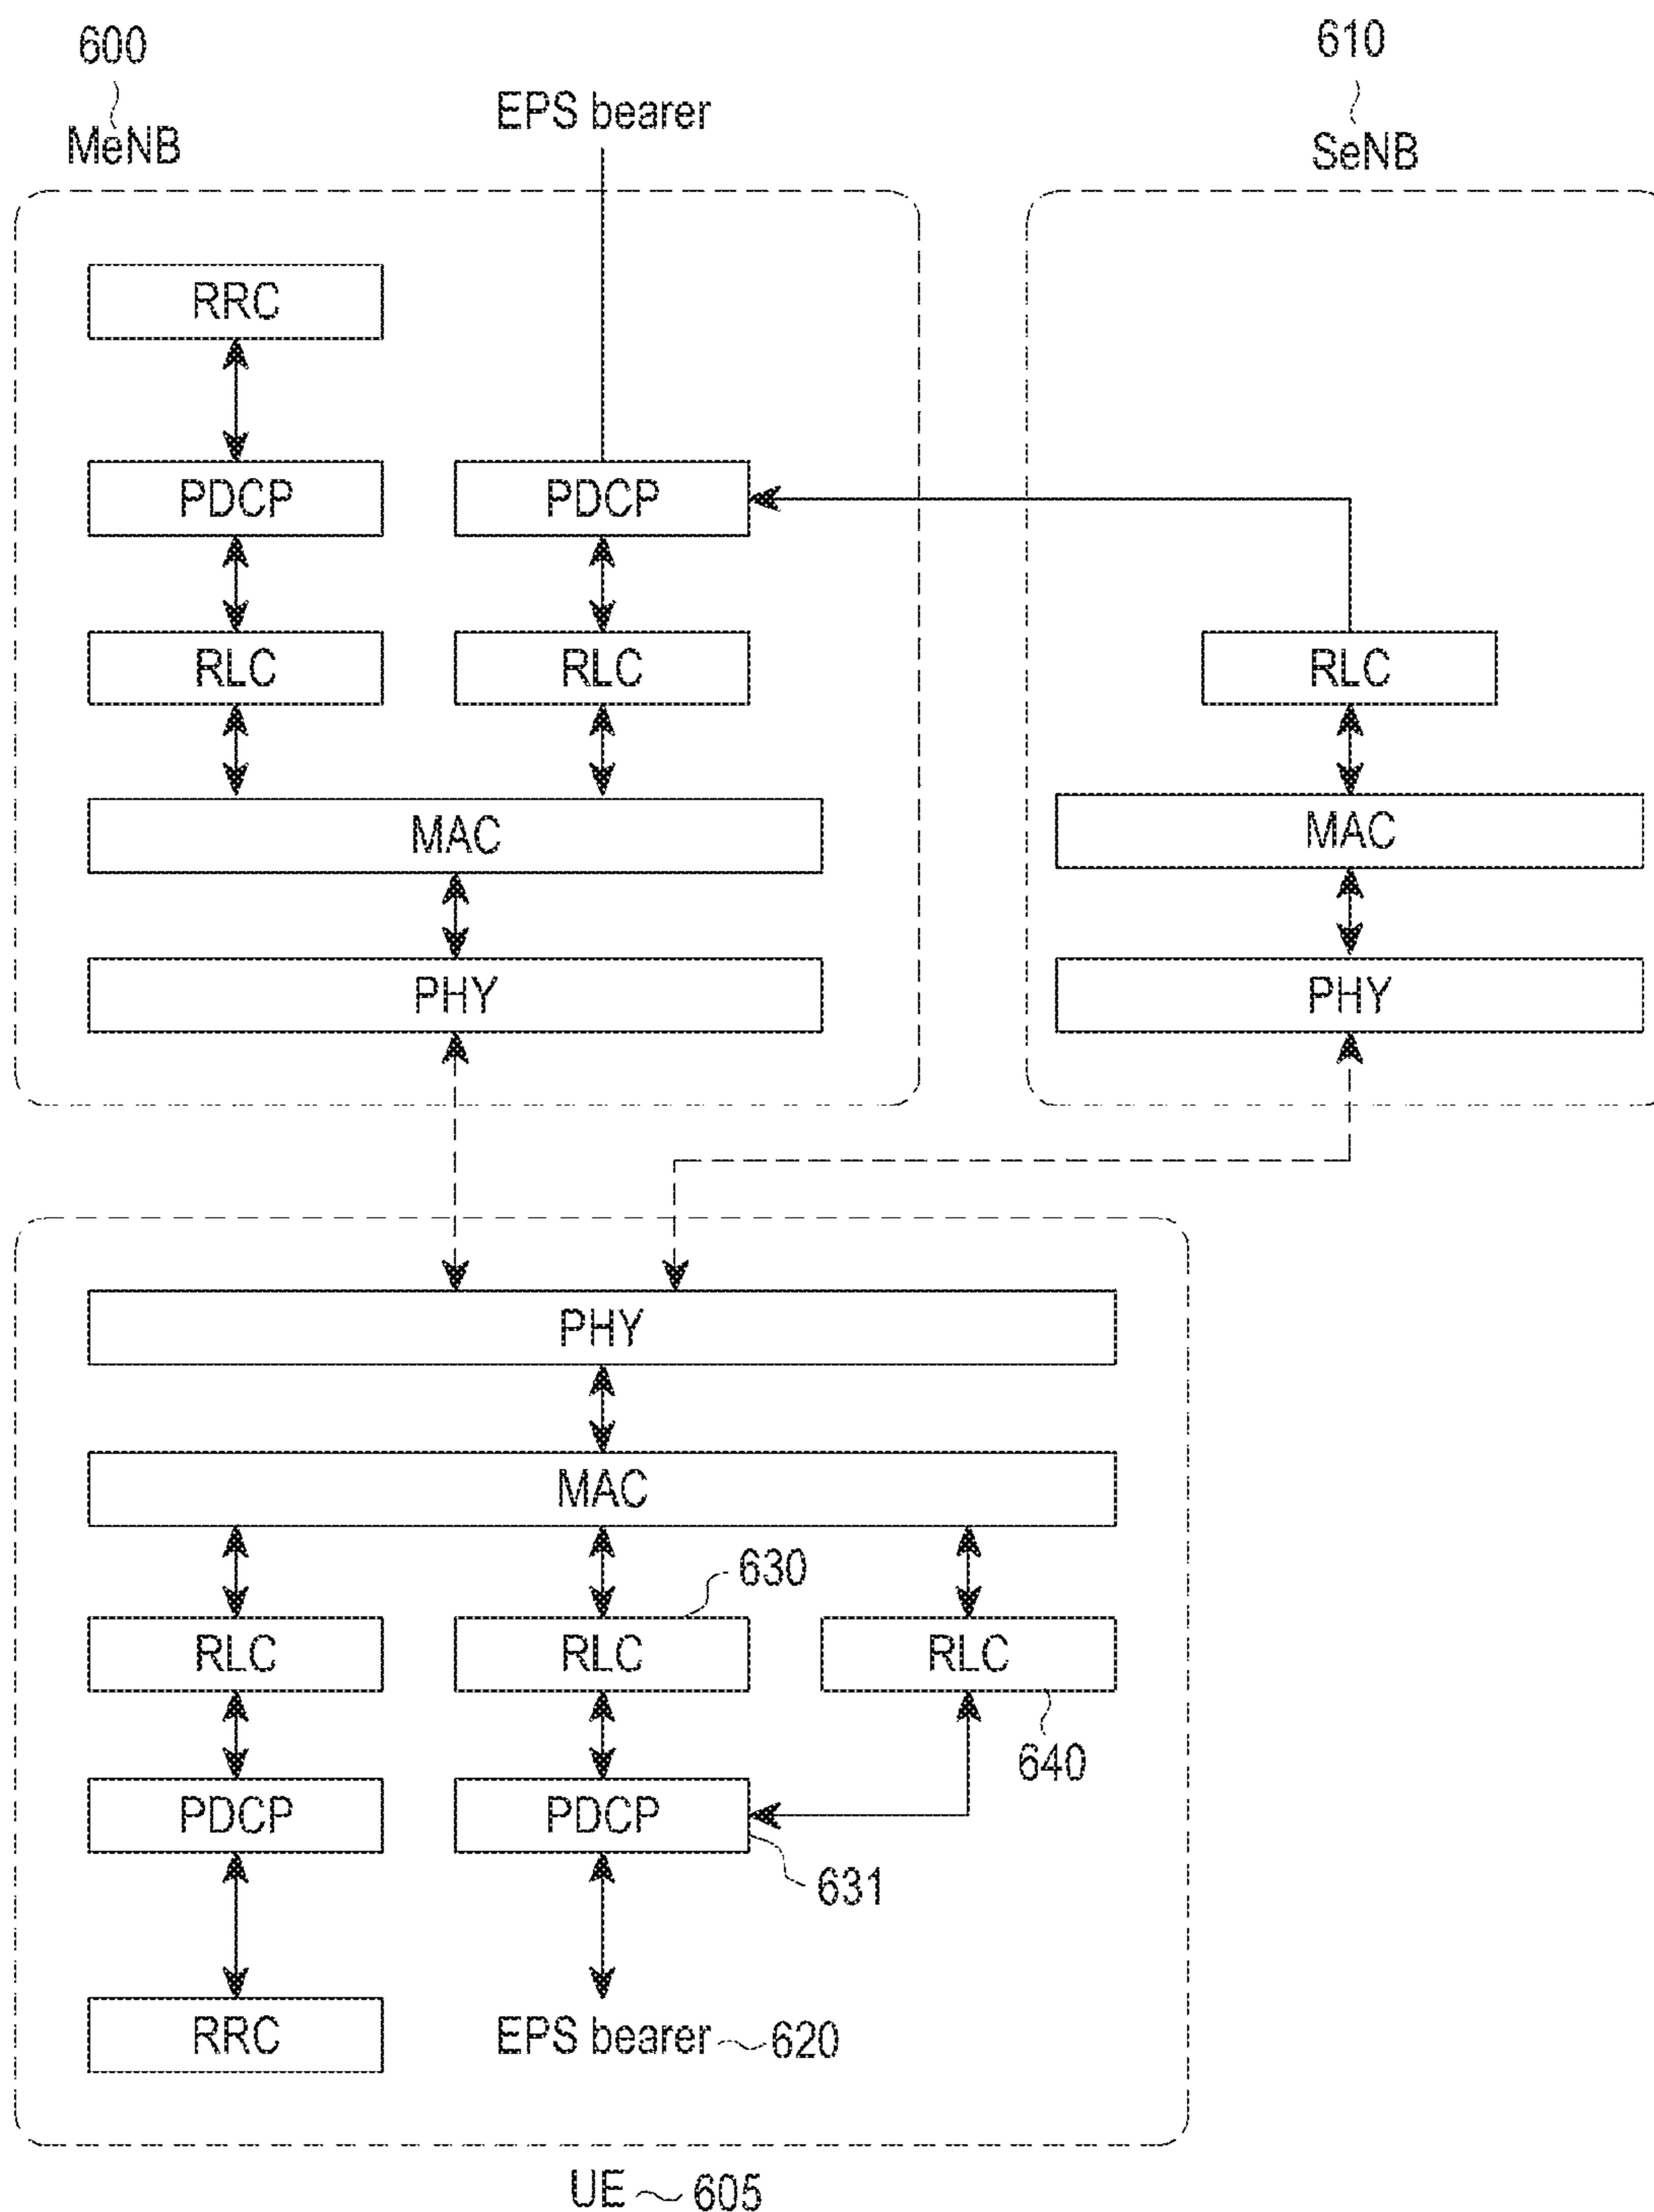 600
610
MeNB
EPS bearer
SeNB
RRC
PDCP
PDCP
RLC
RLC
RLC
MAC
MAC
PHY
PHY
PHY
MAC
630
RLC
RLC
RLC
640
PDCP
PDCP
631
RRC
EPS bearer
620
UE
605